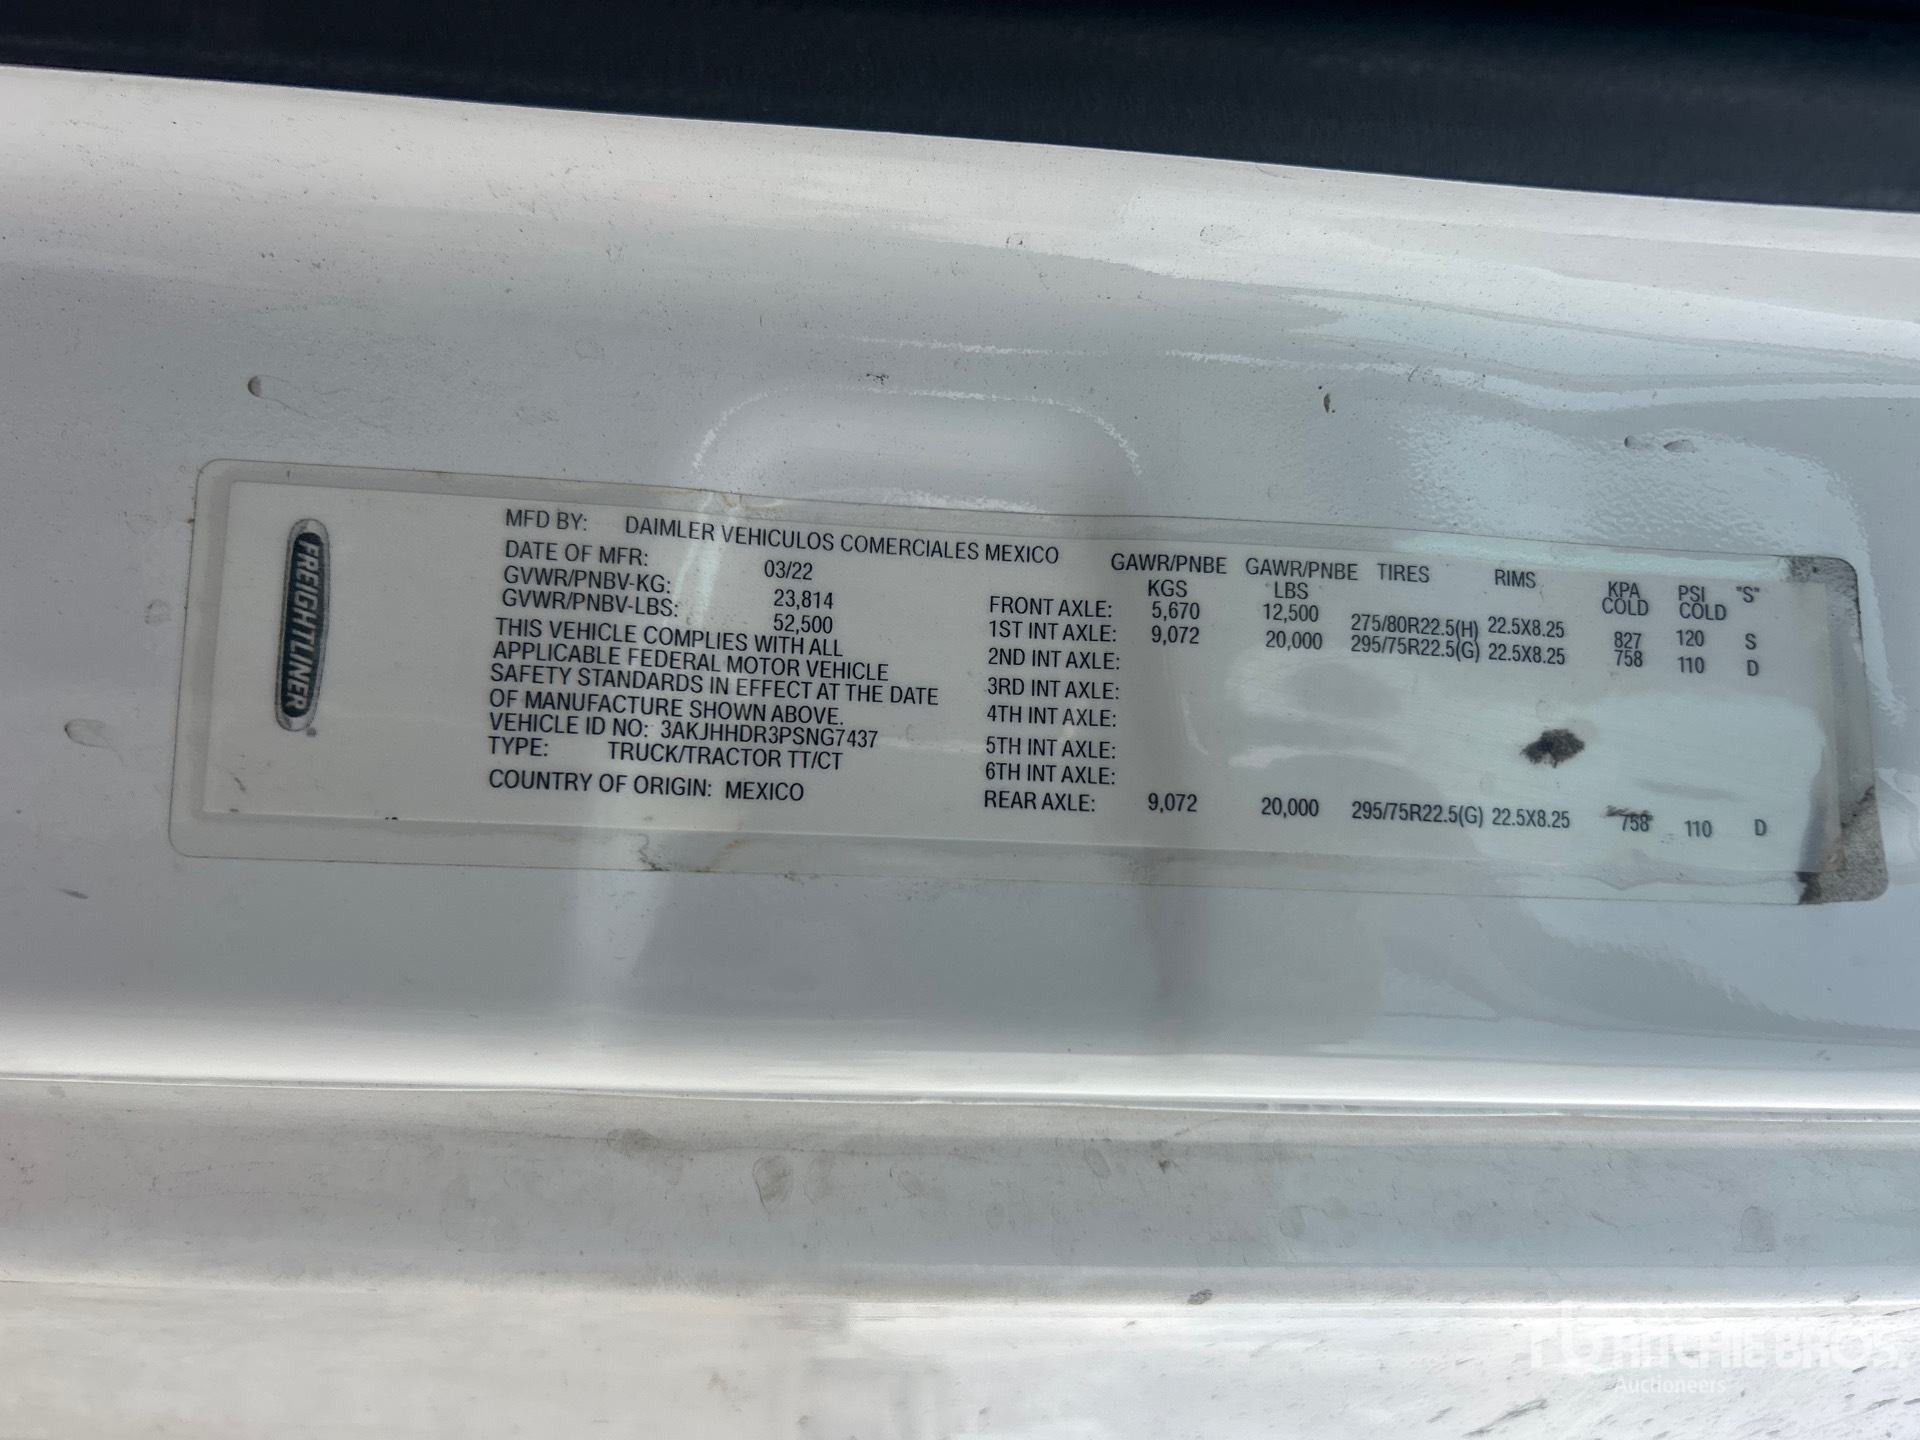 FREIGHTLINER
MFD BY: DAIMLER VEHICULOS COMERCIALES MEXICO
DATE OF MFR: 03/22
GVWR/PNBV-KG: 23,814
GVWR/PNBV-LBS: 52,500
THIS VEHICLE COMPLIES WITH ALL
APPLICABLE FEDERAL MOTOR VEHICLE
SAFETY STANDARDS IN EFFECT AT THE DATE
OF MANUFACTURE SHOWN ABOVE.
VEHICLE ID NO: 3AKJHHDR3PSNG7437
TYPE: TRUCK/TRACTOR TT/CT
COUNTRY OF ORIGIN: MEXICO
GAWR/PNBE GAWR/PNBE TIRES RIMS KPA PSI "S"
KGS LBS COLD COLD
FRONT AXLE: 5,670 12,500 275/80R22.5(H) 22.5X8.25 827 120 S
1ST INT AXLE: 9,072 20,000 295/75R22.5(G) 22.5X8.25 758 110 D
2ND INT AXLE:
3RD INT AXLE:
4TH INT AXLE:
5TH INT AXLE:
6TH INT AXLE:
REAR AXLE: 9,072 20,000 295/75R22.5(G) 22.5X8.25 758 110 D
RITCHIE BROS.
Auctioneers